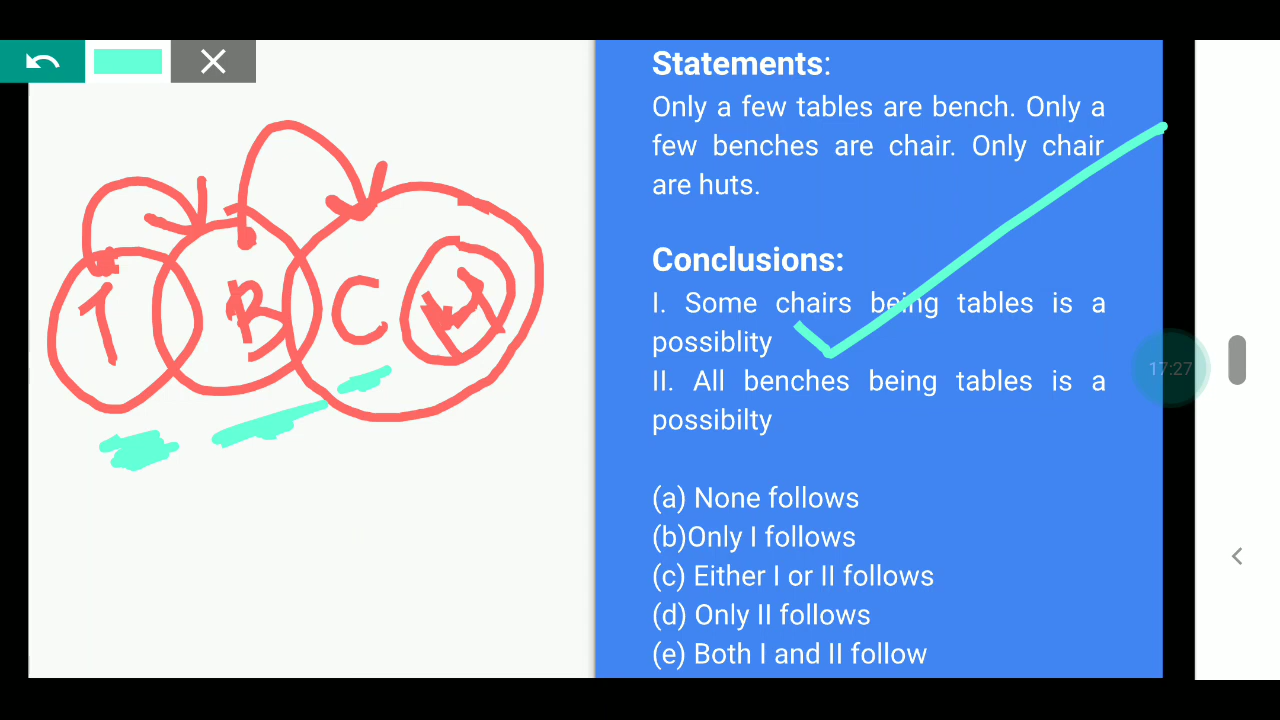 Statements:
Only a few tables are bench. Only a
few benches are chair. Only chair
are huts.
Conclusions:
I. Some chairs being tables is a
possiblity
II. All benches being tables is a
possibilty
(a) None follows
(b)Only I follows
(c) Either I or II follows
(d) Only II follows
(e) Both I and II follow
T B C H
17:27